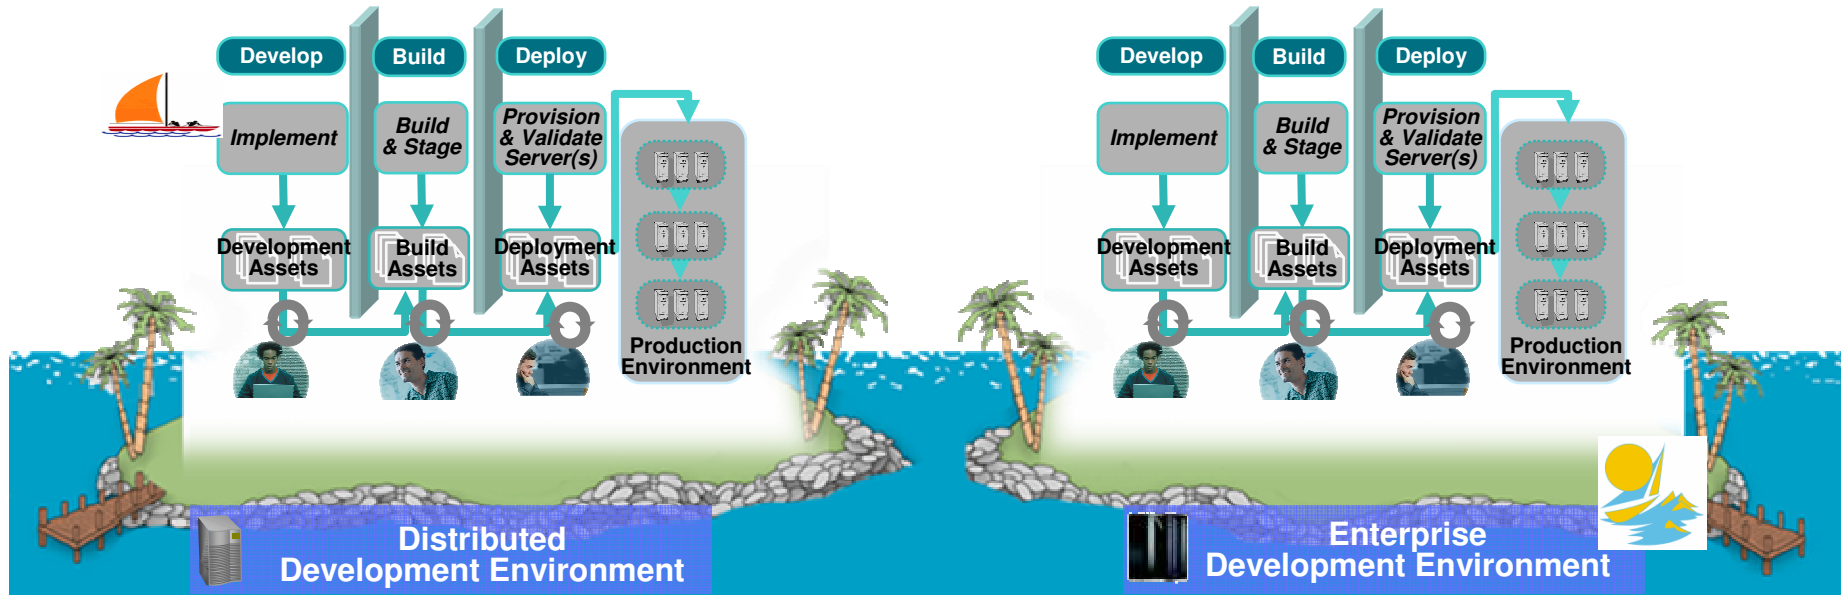 Develop
Build
Deploy
Implement
Build
& Stage
Provision
& Validate
Server(s)
Development
Assets
Build
Assets
Deployment
Assets
Production
Environment
Distributed
Development Environment
Develop
Build
Deploy
Implement
Build
& Stage
Provision
& Validate
Server(s)
Development
Assets
Build
Assets
Deployment
Assets
Production
Environment
Enterprise
Development Environment